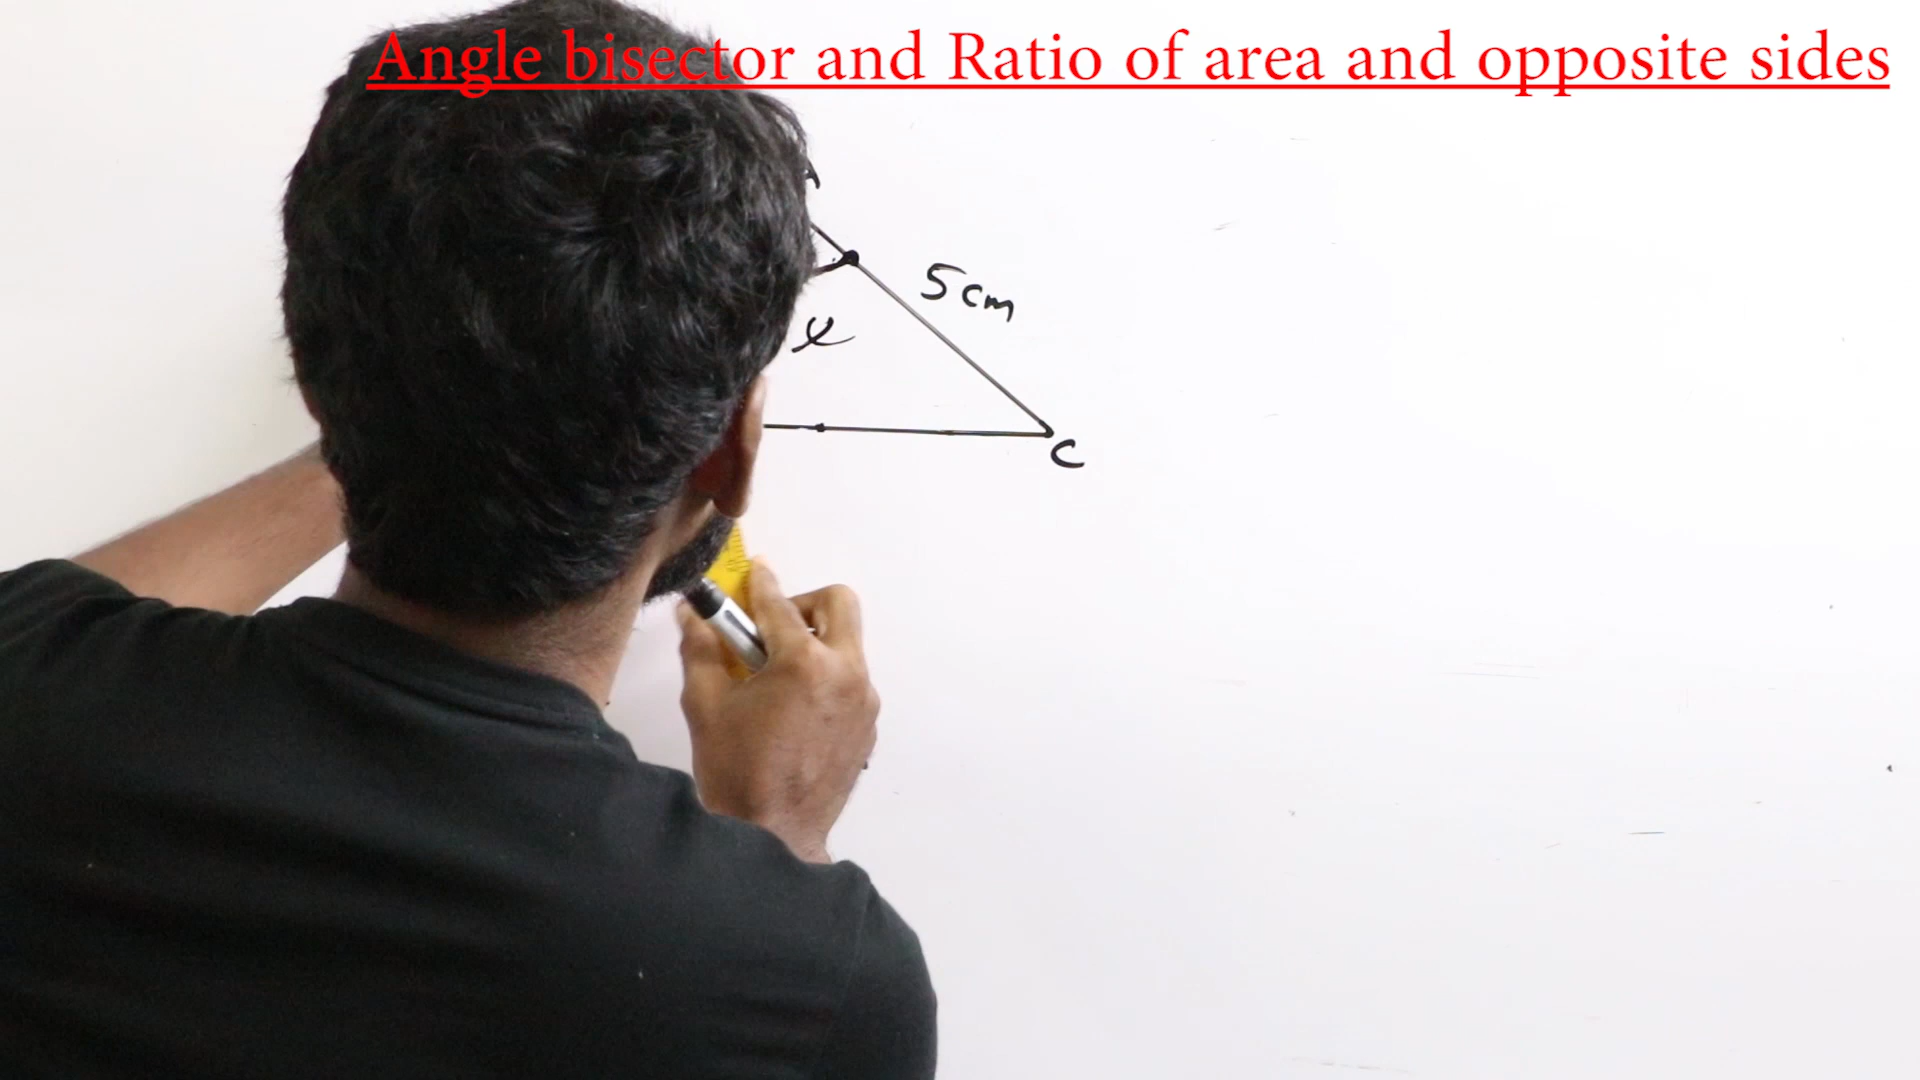 Angle bisector and Ratio of area and opposite sides
5cm
x
C